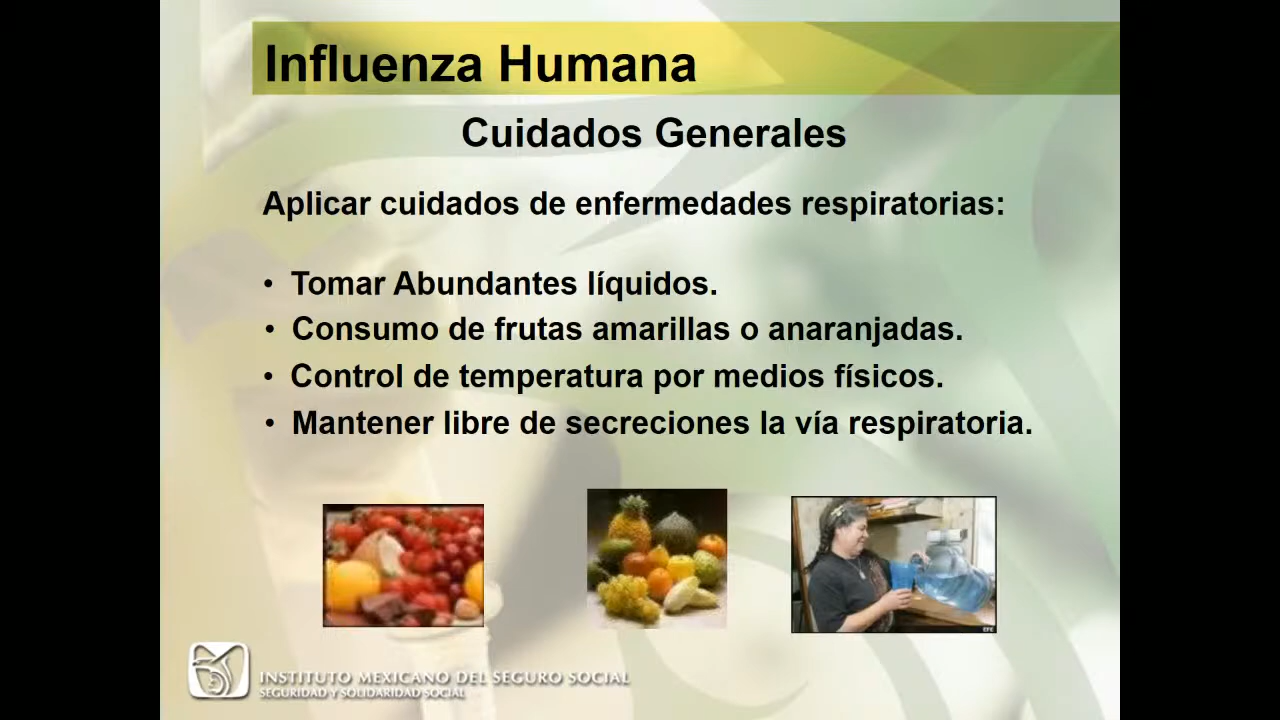 Influenza Humana
Cuidados Generales
Aplicar cuidados de enfermedades respiratorias:
• Tomar Abundantes líquidos.
• Consumo de frutas amarillas o anaranjadas.
• Control de temperatura por medios físicos.
• Mantener libre de secreciones la vía respiratoria.
EFE
INSTITUTO MEXICANO DEL SEGURO SOCIAL
SEGURIDAD Y SOLIDARIDAD SOCIAL